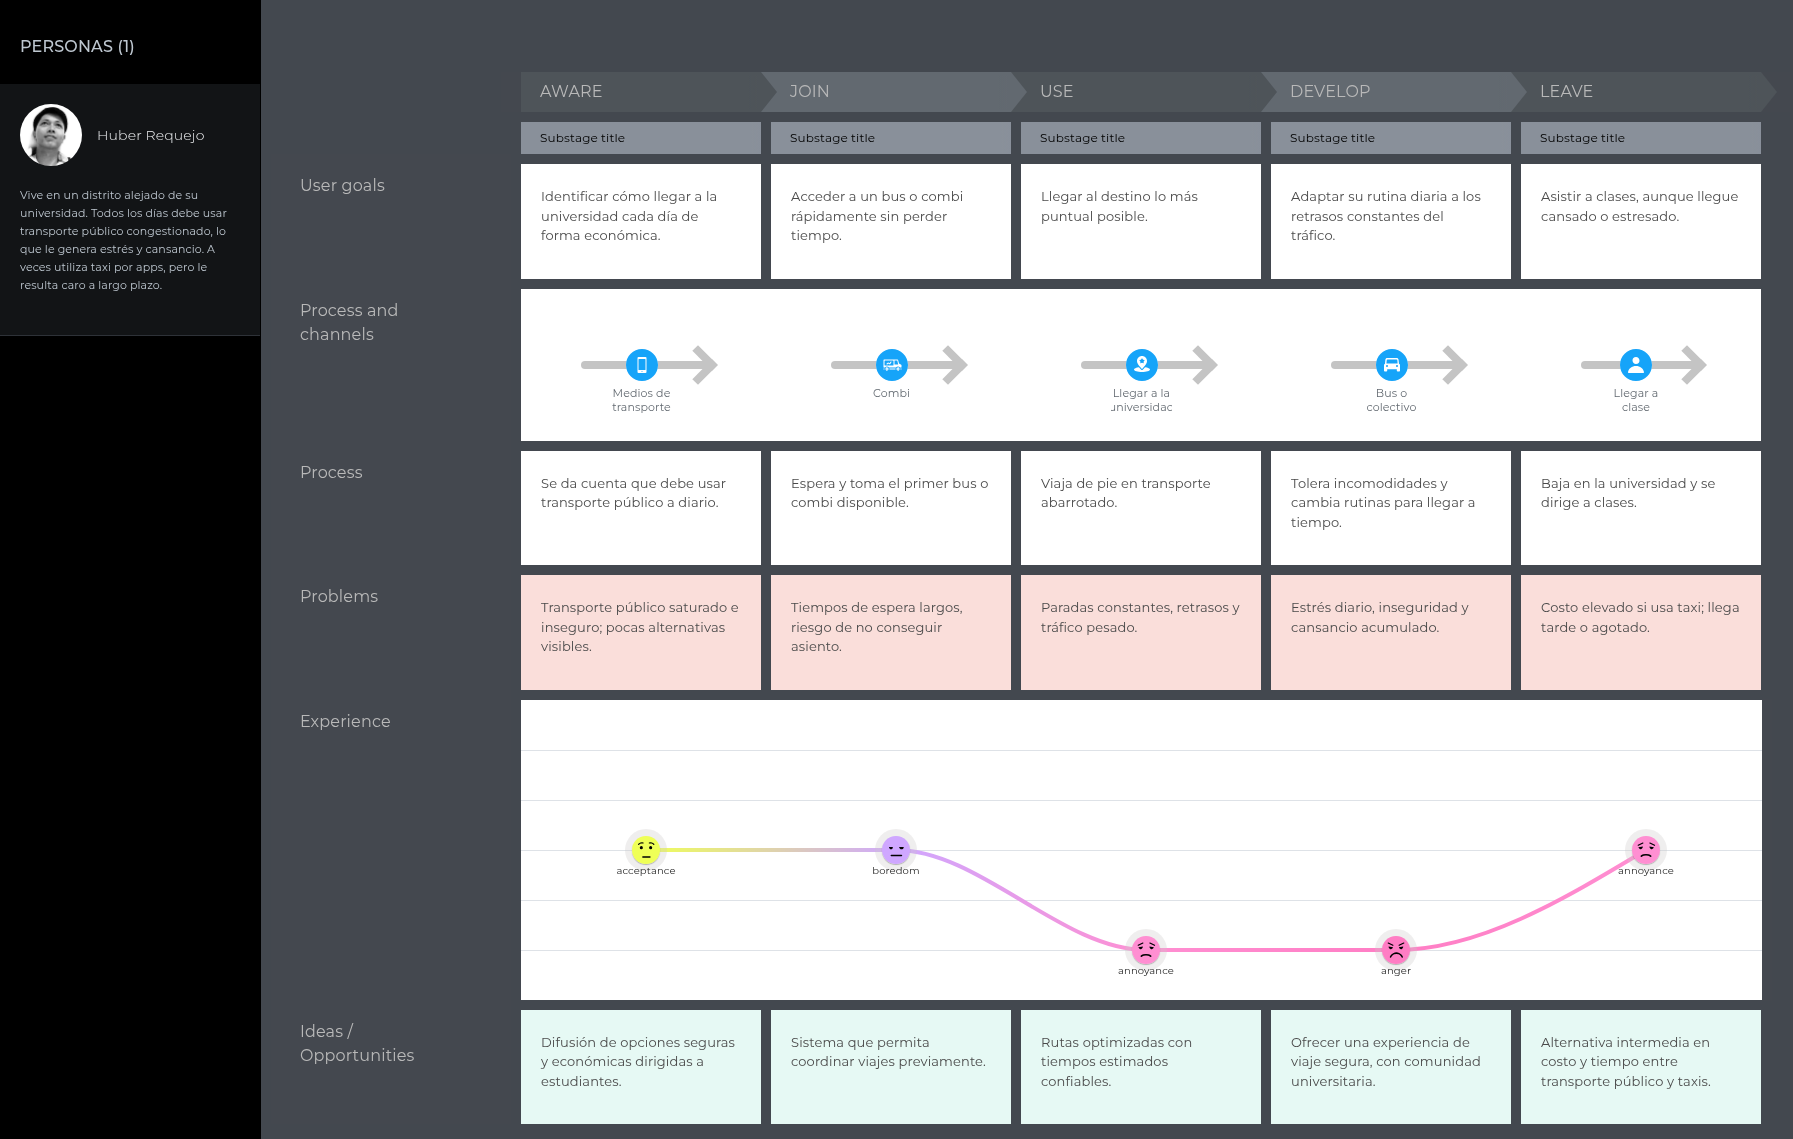 PERSONAS (1)
Huber Requejo
Vive en un distrito alejado de su
universidad. Todos los días debe usar
transporte público congestionado, lo
que le genera estrés y cansancio. A
veces utiliza taxi por apps, pero le
resulta caro a largo plazo.
AWARE
JOIN
USE
DEVELOP
LEAVE
Substage title
Substage title
Substage title
Substage title
Substage title
User goals
Identificar cómo llegar a la
universidad cada día de
forma económica.
Acceder a un bus o combi
rápidamente sin perder
tiempo.
Llegar al destino lo más
puntual posible.
Adaptar su rutina diaria a los
retrasos constantes del
tráfico.
Asistir a clases, aunque llegue
cansado o estresado.
Process and
channels
Medios de
transporte
Combi
Llegar a la
universidad
Bus o
colectivo
Llegar a
clase
Process
Se da cuenta que debe usar
transporte público a diario.
Espera y toma el primer bus o
combi disponible.
Viaja de pie en transporte
abarrotado.
Tolera incomodidades y
cambia rutinas para llegar a
tiempo.
Baja en la universidad y se
dirige a clases.
Problems
Transporte público saturado e
inseguro; pocas alternativas
visibles.
Tiempos de espera largos,
riesgo de no conseguir
asiento.
Paradas constantes, retrasos y
tráfico pesado.
Estrés diario, inseguridad y
cansancio acumulado.
Costo elevado si usa taxi; llega
tarde o agotado.
Experience
acceptance
boredom
annoyance
anger
annoyance
Ideas /
Opportunities
Difusión de opciones seguras
y económicas dirigidas a
estudiantes.
Sistema que permita
coordinar viajes previamente.
Rutas optimizadas con
tiempos estimados
confiables.
Ofrecer una experiencia de
viaje segura, con comunidad
universitaria.
Alternativa intermedia en
costo y tiempo entre
transporte público y taxis.